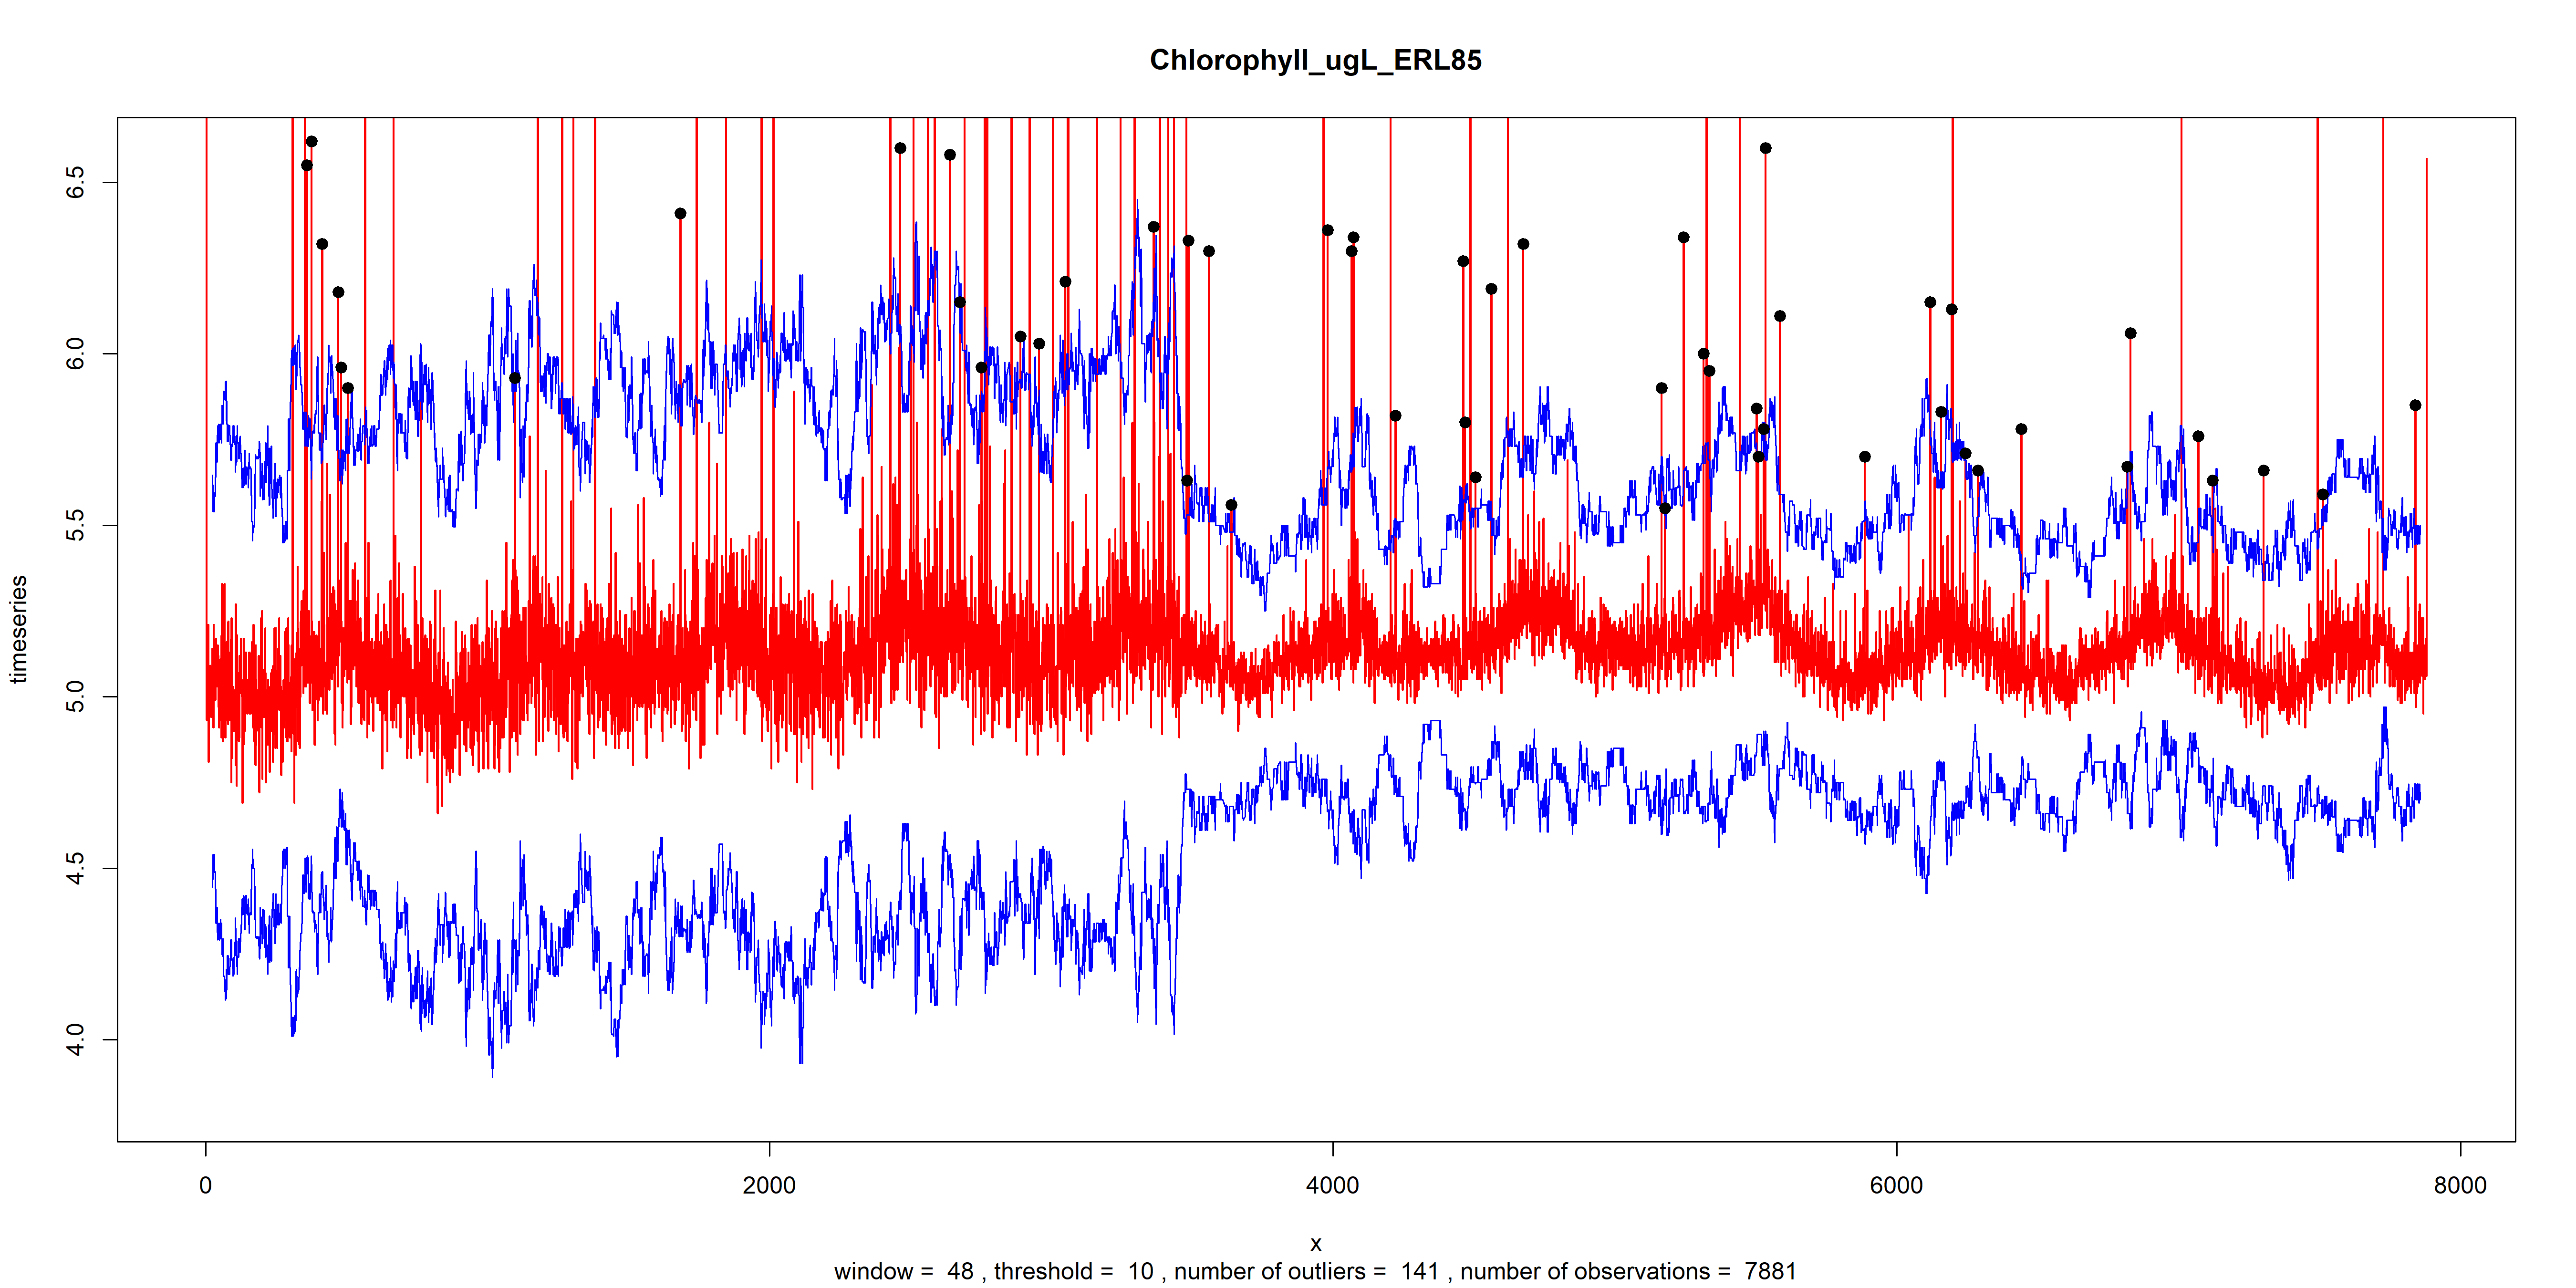 Chlorophyll_ugL_ERL85
timeseries
6.5
6.0
5.5
5.0
4.5
4.0
0 2000 4000 6000 8000
x
window =  48 , threshold =  10 , number of outliers =  141 , number of observations =  7881